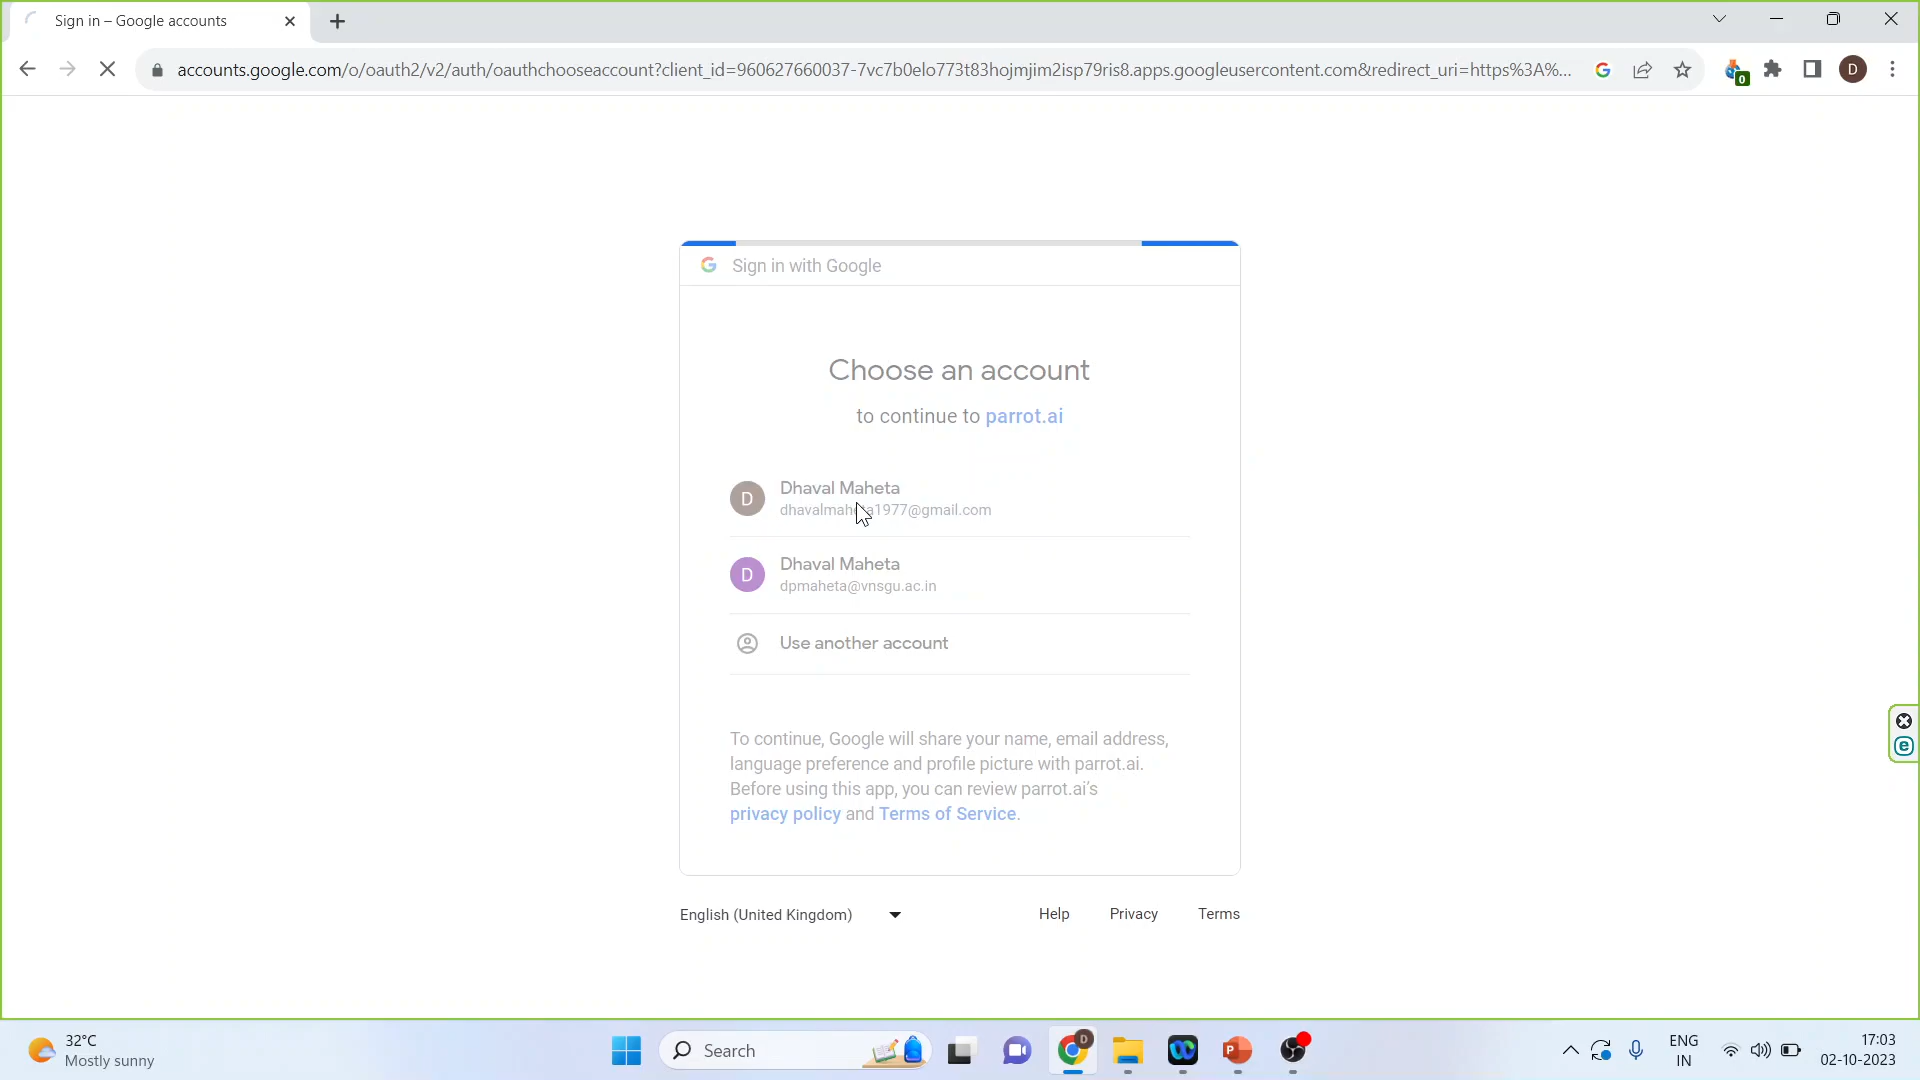 Sign in – Google accounts
accounts.google.com/o/oauth2/v2/auth/oauthchooseaccount?client_id=960627660037-7vc7b0elo773t83hojmjim2isp79ris8.apps.googleusercontent.com&redirect_uri=https%3A%...
0
D
Sign in with Google
Choose an account
to continue to parrot.ai
D
Dhaval Maheta
dhavalmaheta1977@gmail.com
D
Dhaval Maheta
dpmaheta@vnsgu.ac.in
Use another account
To continue, Google will share your name, email address,
language preference and profile picture with parrot.ai.
Before using this app, you can review parrot.ai's
privacy policy and Terms of Service.
English (United Kingdom)
Help
Privacy
Terms
32°C
Mostly sunny
Search
D
P
ENG
IN
17:03
02-10-2023